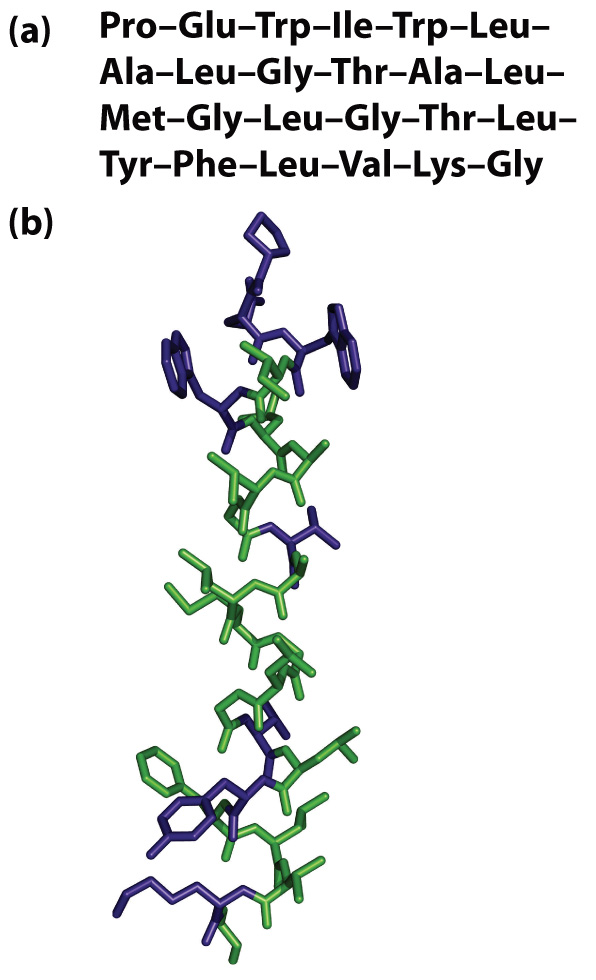 (a) Pro–Glu–Trp–Ile–Trp–Leu–
Ala–Leu–Gly–Thr–Ala–Leu–
Met–Gly–Leu–Gly–Thr–Leu–
Tyr–Phe–Leu–Val–Lys–Gly
(b)